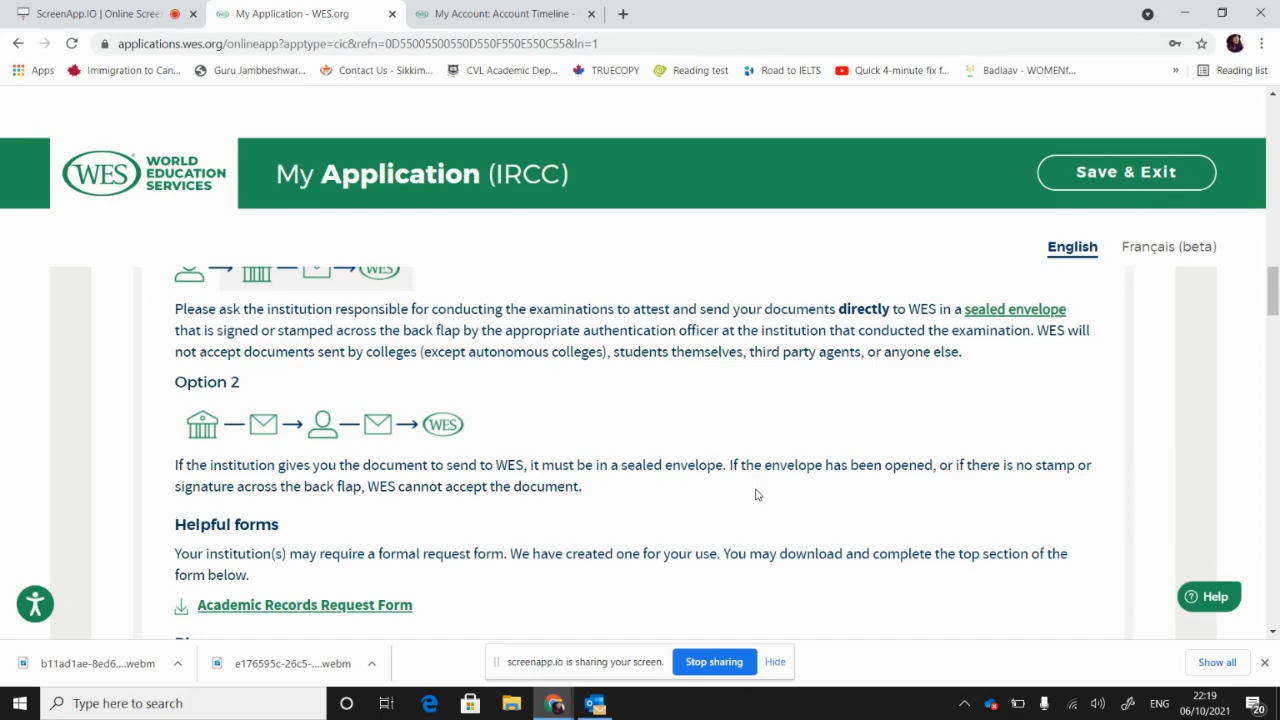 ScreenApp.IO | Online Scree
My Application - WES.org
My Account: Account Timeline -
applications.wes.org/onlineapp?apptype=cic&refn=0D55005500550D550F550E550C55&ln=1
Apps
Immigration to Can...
Guru Jambheshwar...
Contact Us - Sikkim...
CVL Academic Dep...
TRUECOPY
Reading test
Road to IELTS
Quick 4-minute fix f...
Badlaav - WOMENf...
»
Reading list
WES
WORLD
EDUCATION
SERVICES
My Application (IRCC)
Save & Exit
English
Français (beta)
WES
Please ask the institution responsible for conducting the examinations to attest and send your documents directly to WES in a sealed envelope
that is signed or stamped across the back flap by the appropriate authentication officer at the institution that conducted the examination. WES will
not accept documents sent by colleges (except autonomous colleges), students themselves, third party agents, or anyone else.
Option 2
WES
If the institution gives you the document to send to WES, it must be in a sealed envelope. If the envelope has been opened, or if there is no stamp or
signature across the back flap, WES cannot accept the document.
Helpful forms
Your institution(s) may require a formal request form. We have created one for your use. You may download and complete the top section of the
form below.
Academic Records Request Form
Help
b11ad1ae-8ed6....webm
e176595c-26c5-....webm
screenapp.io is sharing your screen.
Stop sharing
Hide
Show all
Type here to search
ENG
22:19
06/10/2021
20